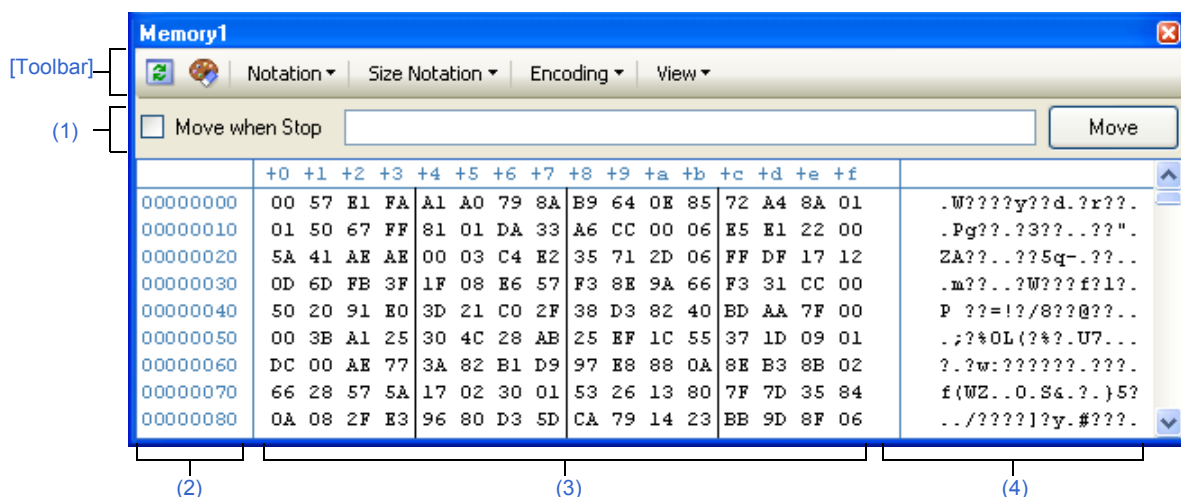 Memory1
[Toolbar]
Notation Size Notation Encoding View
(1)
Move when Stop Move
+0 +1 +2 +3 +4 +5 +6 +7 +8 +9 +a +b +c +d +e +f
00000000 00 57 E1 FA A1 A0 79 8A B9 64 0E 85 72 A4 8A 01 .W????y??d.?r??.
00000010 01 50 67 FF 81 01 DA 33 A6 CC 00 06 E5 E1 22 00 .Pg??.?3??..??".
00000020 5A 41 AE AE 00 03 C4 E2 35 71 2D 06 FF DF 17 12 ZA??..??5q-.??..
00000030 0D 6D FB 3F 1F 08 E6 57 F3 8E 9A 66 F3 31 CC 00 .m??..?W???f?1?.
00000040 50 20 91 E0 3D 21 C0 2F 38 D3 82 40 BD AA 7F 00 P ??=!?/8??@??..
00000050 00 3B A1 25 30 4C 28 AB 25 EF 1C 55 37 1D 09 01 .;?%0L(?%?.U7...
00000060 DC 00 AE 77 3A 82 B1 D9 97 E8 88 0A 8E B3 8B 02 ?.?w:??????.???.
00000070 66 28 57 5A 17 02 30 01 53 26 13 80 7F 7D 35 84 f(WZ..0.S&.?.}5?
00000080 0A 08 2F E3 96 80 D3 5D CA 79 14 23 BB 9D 8F 06 ../????]?y.#???.
(2) (3) (4)